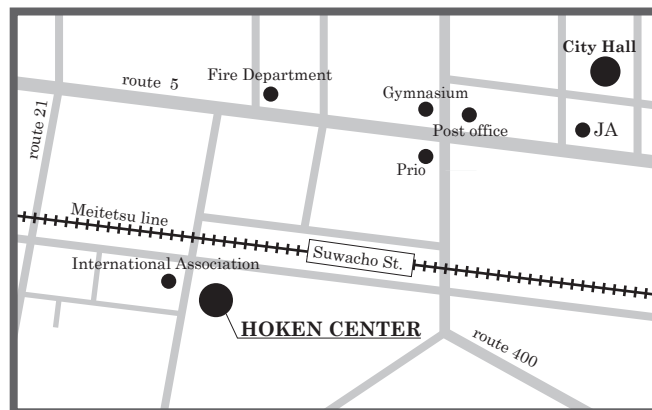 City Hall
route 5
Fire Department
Gymnasium
Post office
JA
route 21
Prio
Meitetsu line
Suwacho St.
International Association
HOKEN CENTER
route 400